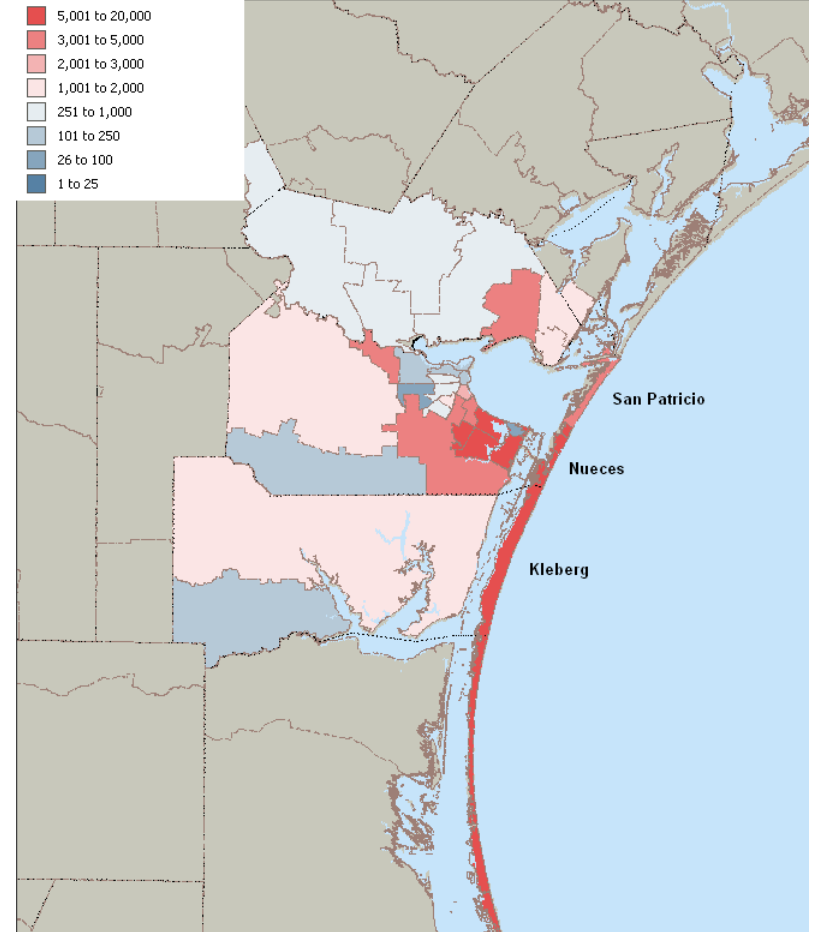 5,001 to 20,000
3,001 to 5,000
2,001 to 3,000
1,001 to 2,000
251 to 1,000
101 to 250
26 to 100
1 to 25
San Patricio
Nueces
Kleberg